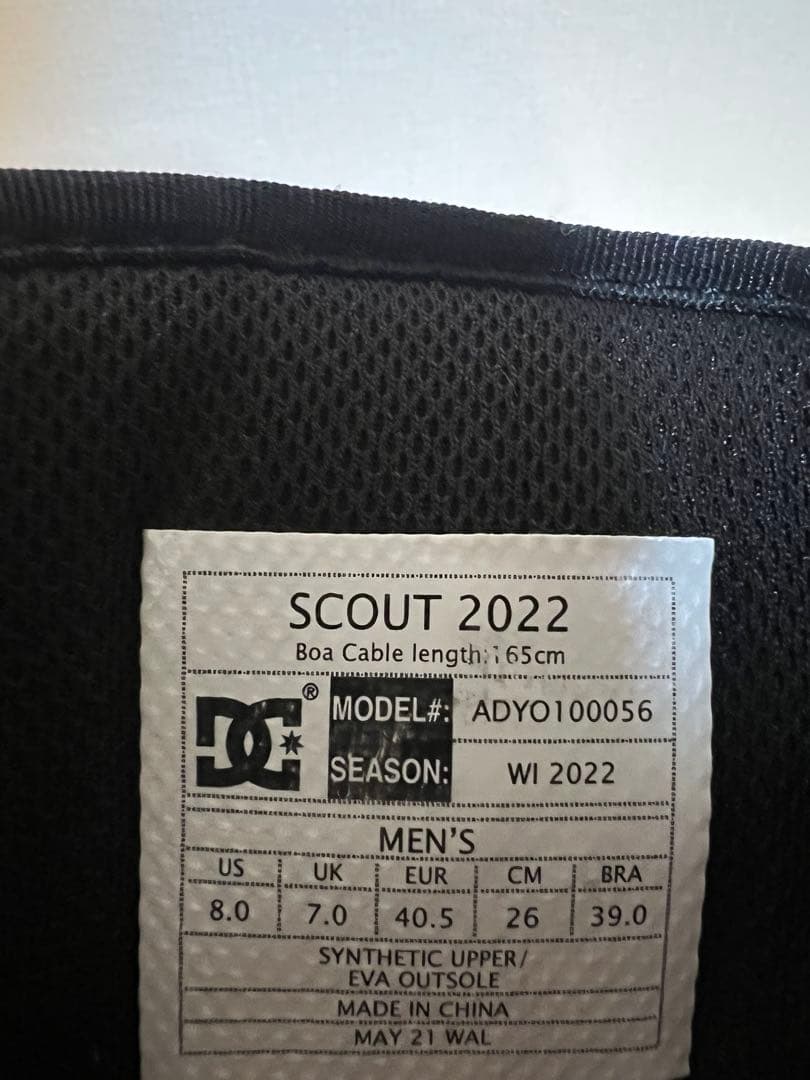 SCOUT 2022
Boa Cable length:165cm
DC ® MODEL#: ADYO100056
SEASON: WI 2022
MEN'S
US UK EUR CM BRA
8.0 7.0 40.5 26 39.0
SYNTHETIC UPPER/
EVA OUTSOLE
MADE IN CHINA
MAY 21 WAL